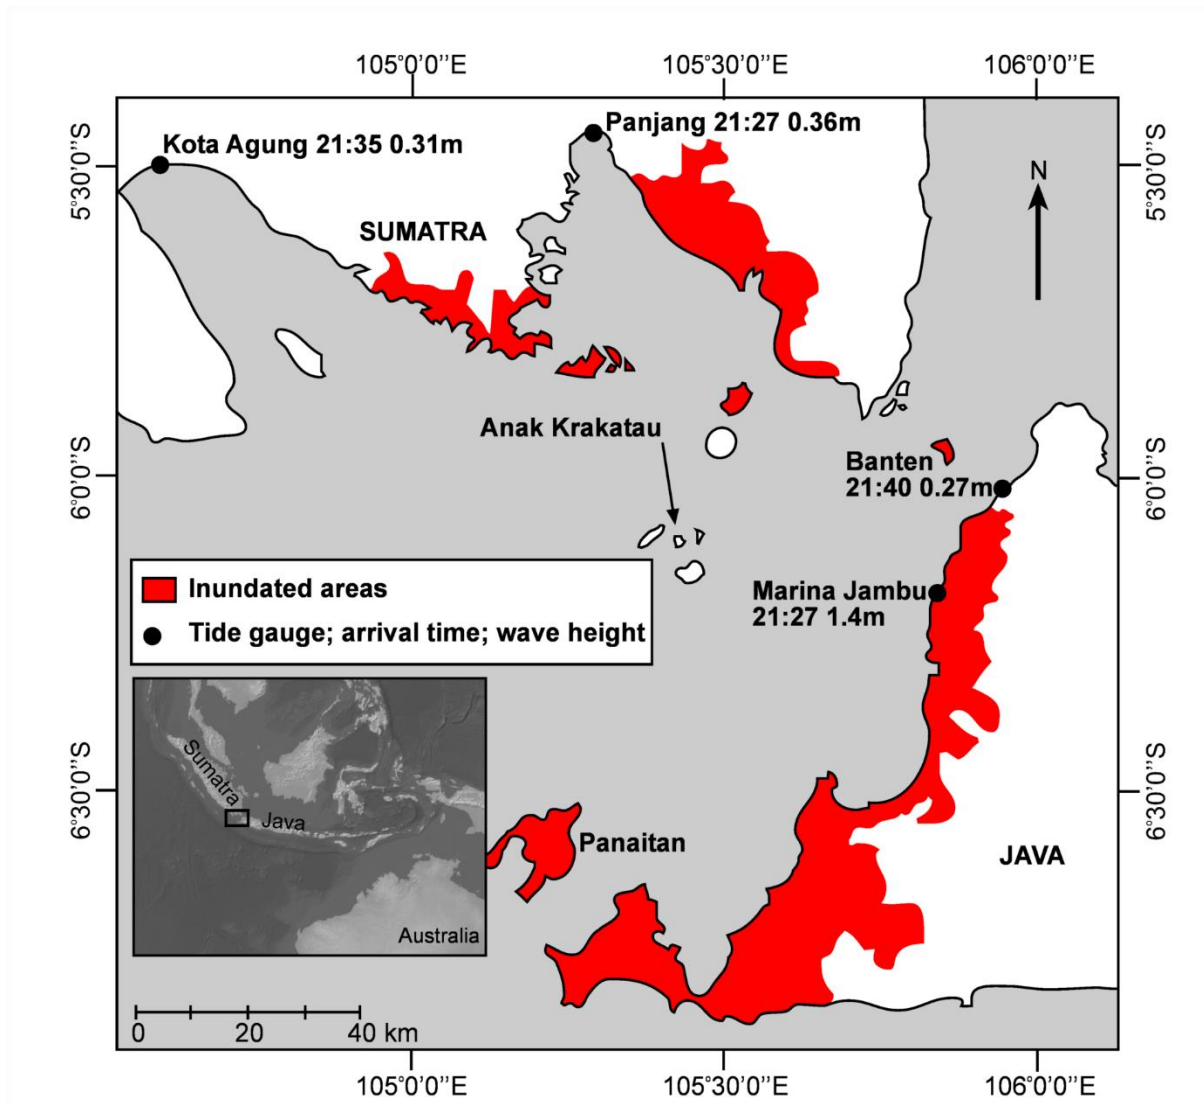 105°0'0"E 105°30'0"E 106°0'0"E
Kota Agung 21:35 0.31m
Panjang 21:27 0.36m
5°30'0"S
5°30'0"S
N
SUMATRA
Anak Krakatau
Banten
21:40 0.27m
6°0'0"S
6°0'0"S
Inundated areas
Tide gauge; arrival time; wave height
Marina Jambu
21:27 1.4m
Sumatra
Java
Australia
6°30'0"S
6°30'0"S
Panaitan
JAVA
0 20 40 km
105°0'0"E 105°30'0"E 106°0'0"E